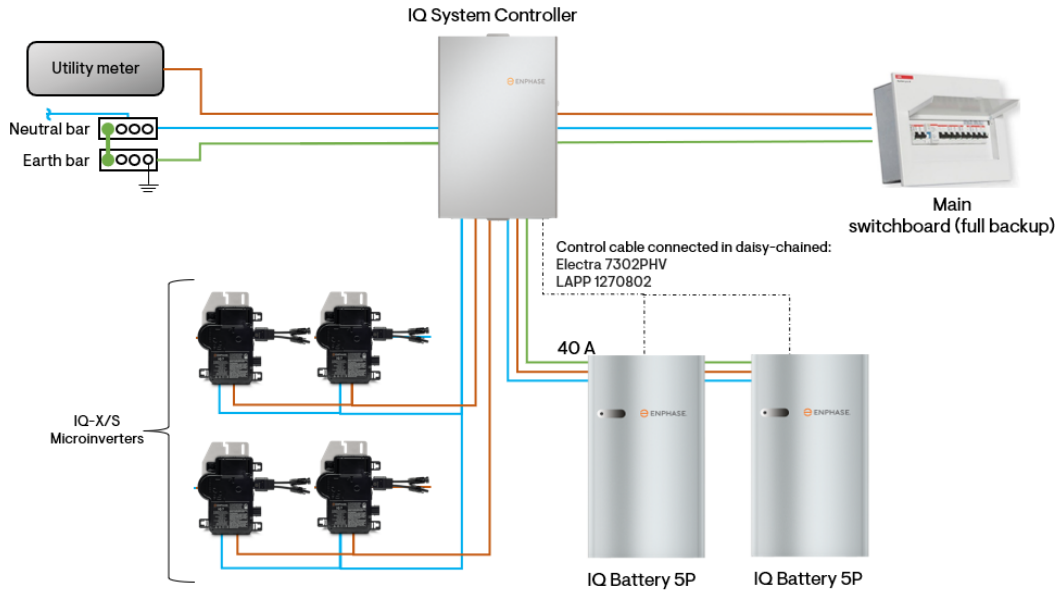 IQ System Controller
Utility meter
ENPHASE
Neutral bar
Earth bar
Main
switchboard (full backup)
Control cable connected in daisy-chained:
Electra 7302PHV
LAPP 1270802
40 A
IQ-X/S
Microinverters
ENPHASE
ENPHASE
IQ Battery 5P
IQ Battery 5P